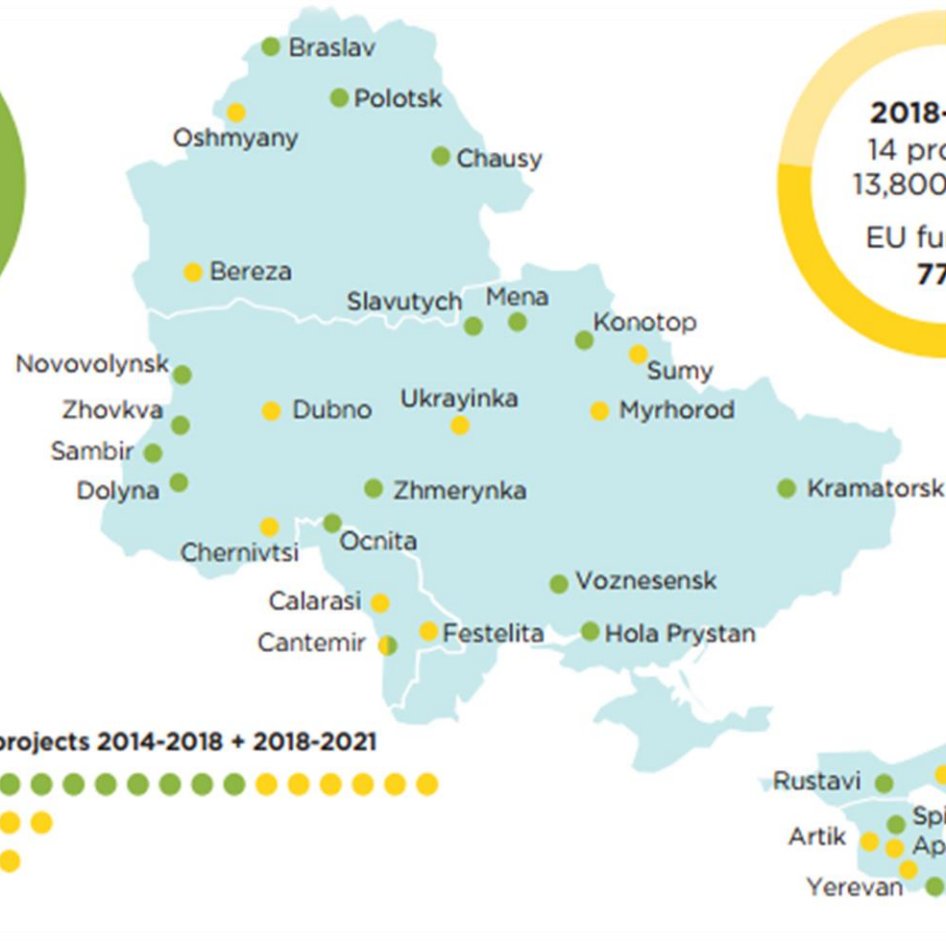 Braslav
Polotsk
Oshmyany
Chausy
Bereza
Slavutych
Mena
Konotop
Sumy
Novovolynsk
Zhovkva
Sambir
Dolyna
Dubno
Ukrayinka
Myrhorod
Zhmerynka
Kramatorsk
Chernivtsi
Ocnita
Calarasi
Cantemir
Festelita
Voznesensk
Hola Prystan
2018-
14 pro
13,800
EU fu
77
projects 2014-2018 + 2018-2021
Rustavi
Spi
Artik
Ap
Yerevan